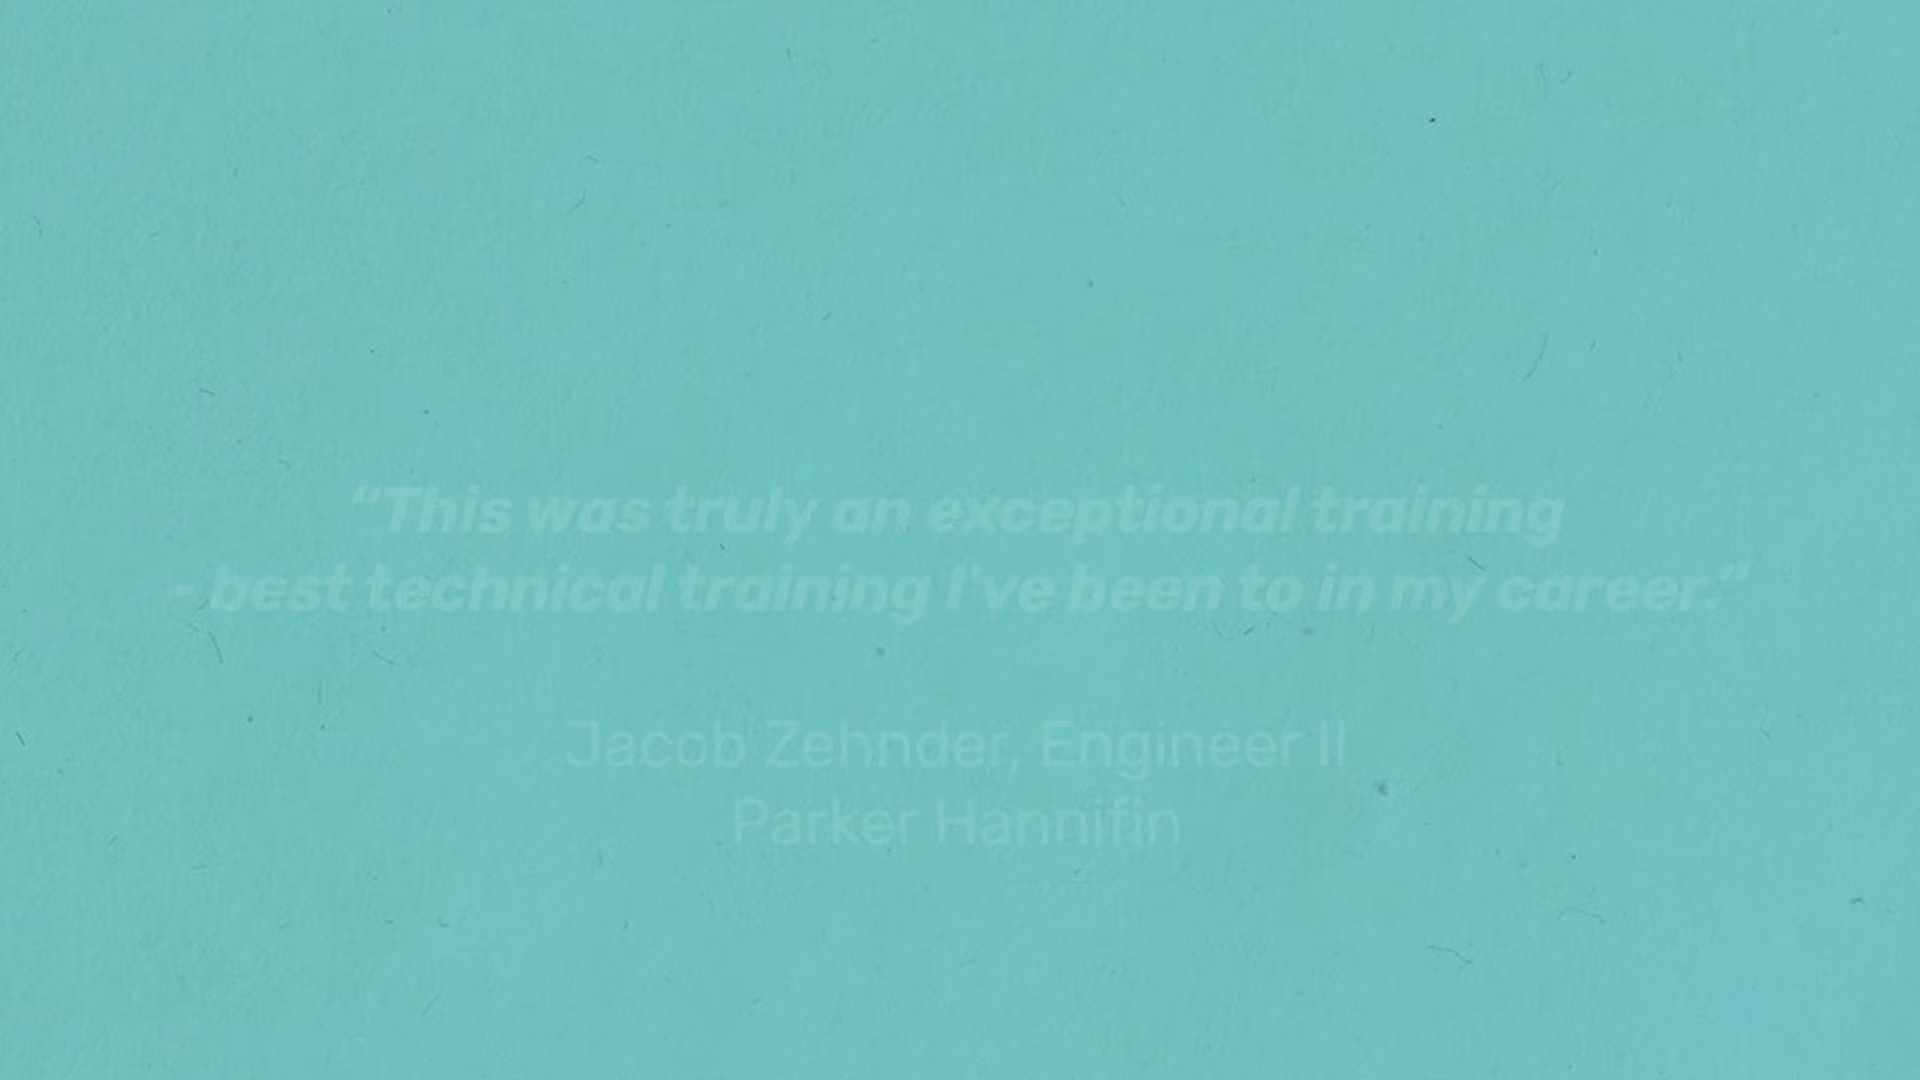 “This was truly an exceptional training
- best technical training I've been to in my career.”
Jacob Zehnder, Engineer II
Parker Hannifin